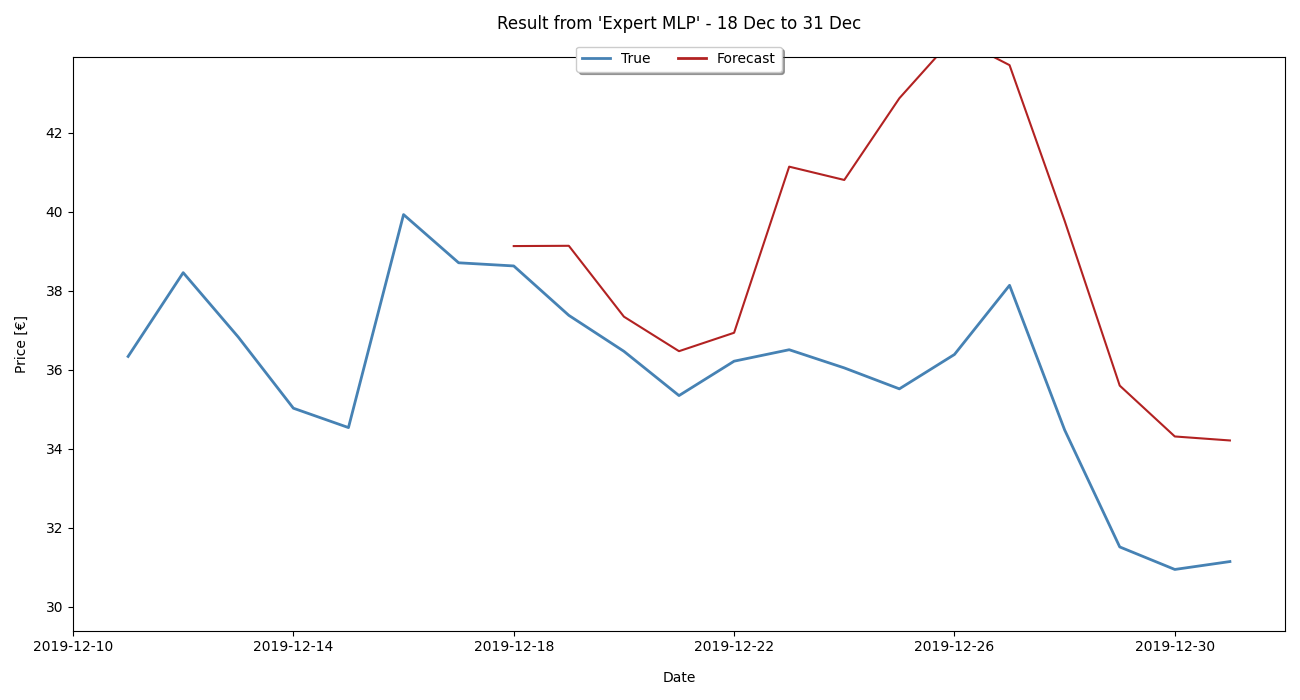 Result from 'Expert MLP' - 18 Dec to 31 Dec
True Forecast
Price [€]
42
40
38
36
34
32
30
2019-12-10 2019-12-14 2019-12-18 2019-12-22 2019-12-26 2019-12-30
Date